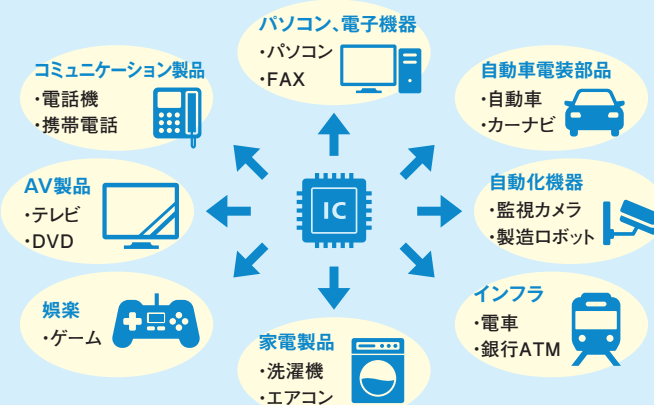 パソコン、電子機器
・パソコン
・FAX
コミュニケーション製品
・電話機
・携帯電話
自動車電装部品
・自動車
・カーナビ
AV製品
・テレビ
・DVD
IC
自動化機器
・監視カメラ
・製造ロボット
娯楽
・ゲーム
家電製品
・洗濯機
・エアコン
インフラ
・電車
・銀行ATM